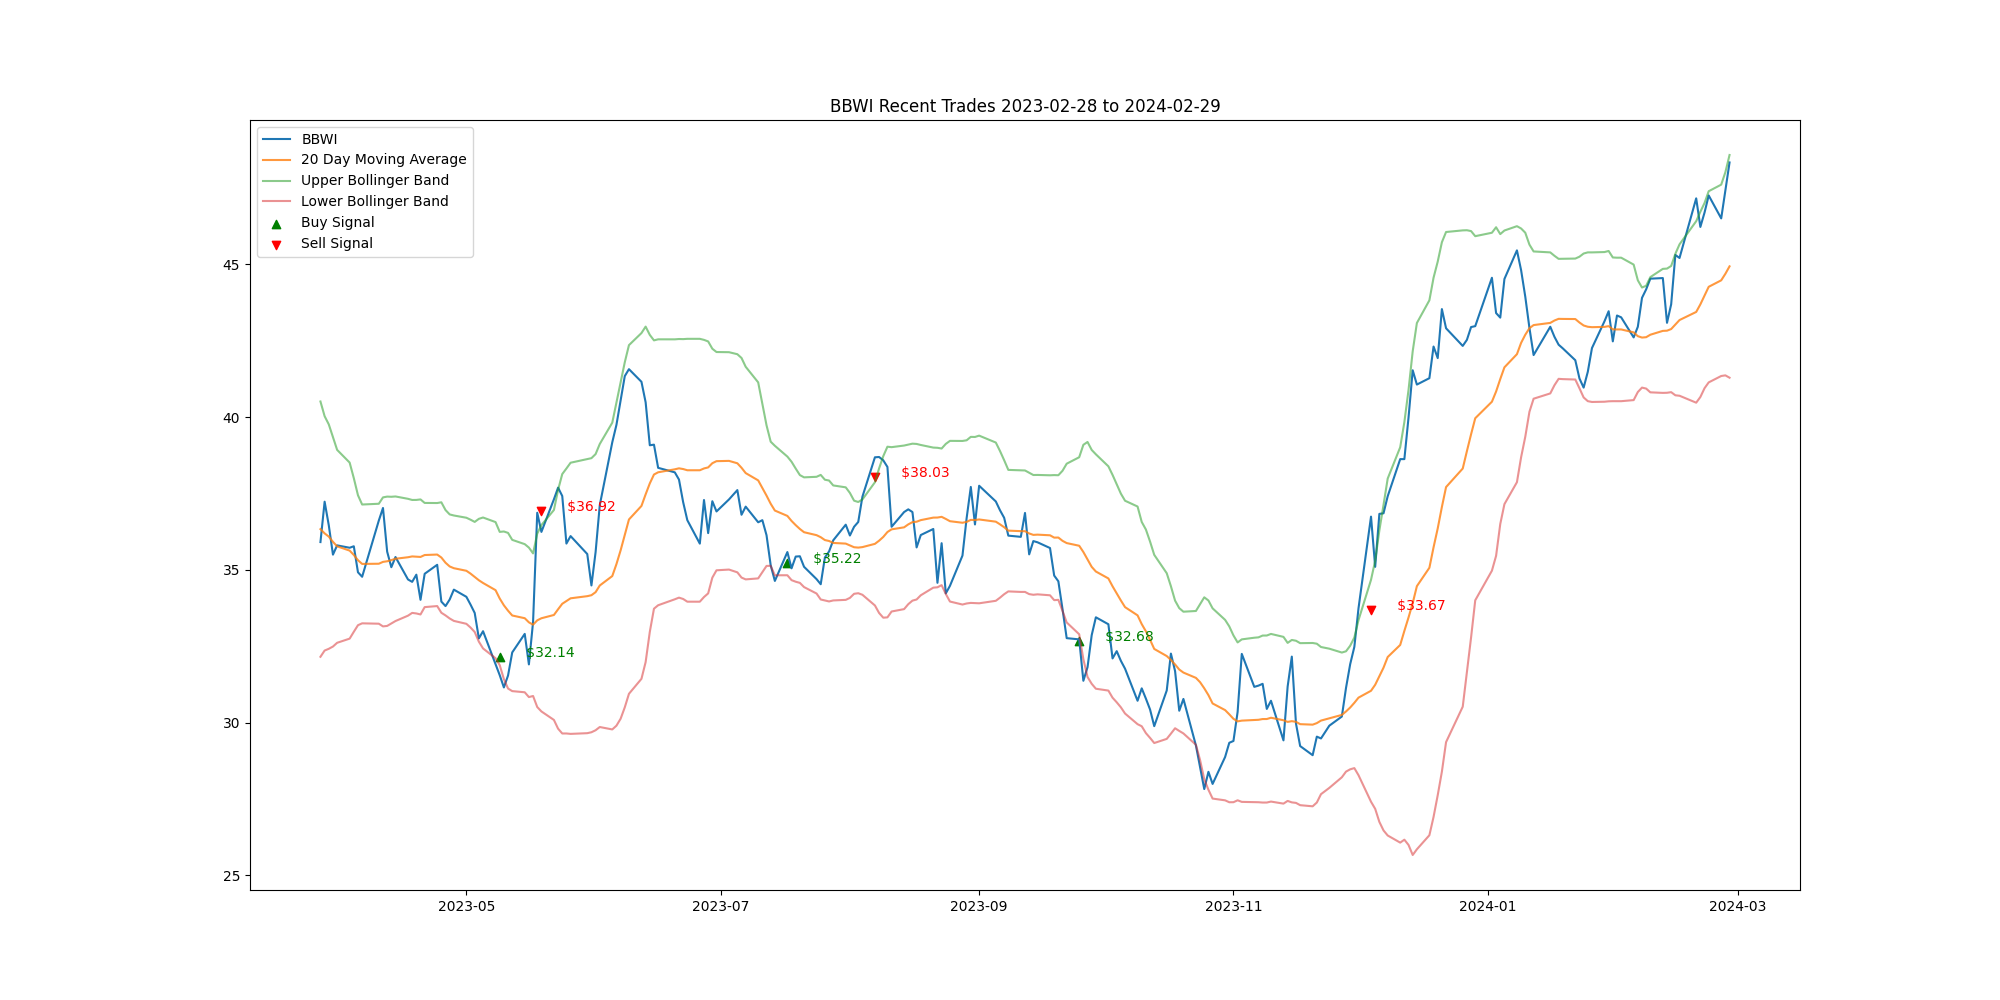 BBWI Recent Trades 2023-02-28 to 2024-02-29
BBWI
20 Day Moving Average
Upper Bollinger Band
Lower Bollinger Band
Buy Signal
Sell Signal
45
40
35
30
25
$38.03
$36.92
$35.22
$33.67
$32.68
$32.14
2023-05
2023-07
2023-09
2023-11
2024-01
2024-03